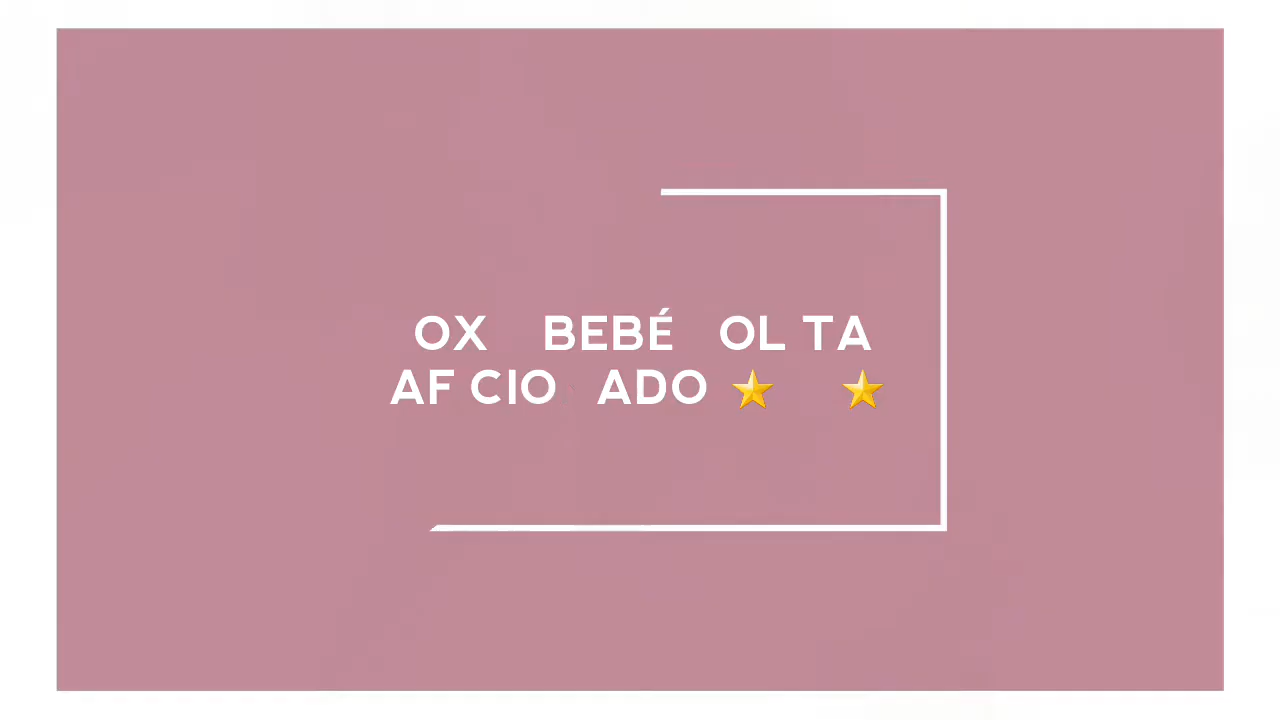 OX BEBÉ OL TA
AF CIO ADO ⭐ ⭐